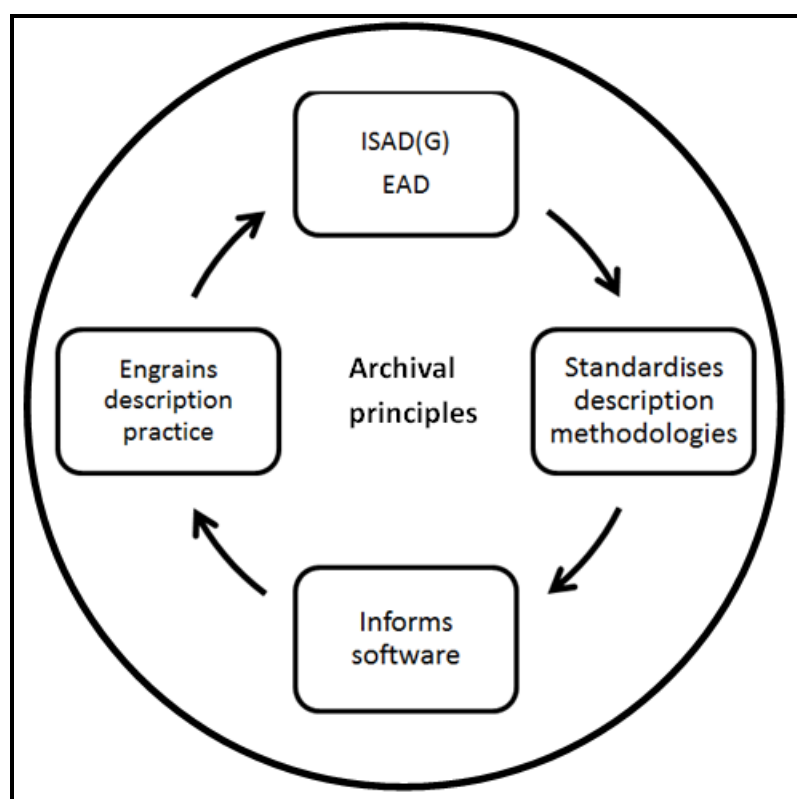 ISAD(G)
EAD
Standardises
description
methodologies
Informs
software
Engrains
description
practice
Archival
principles